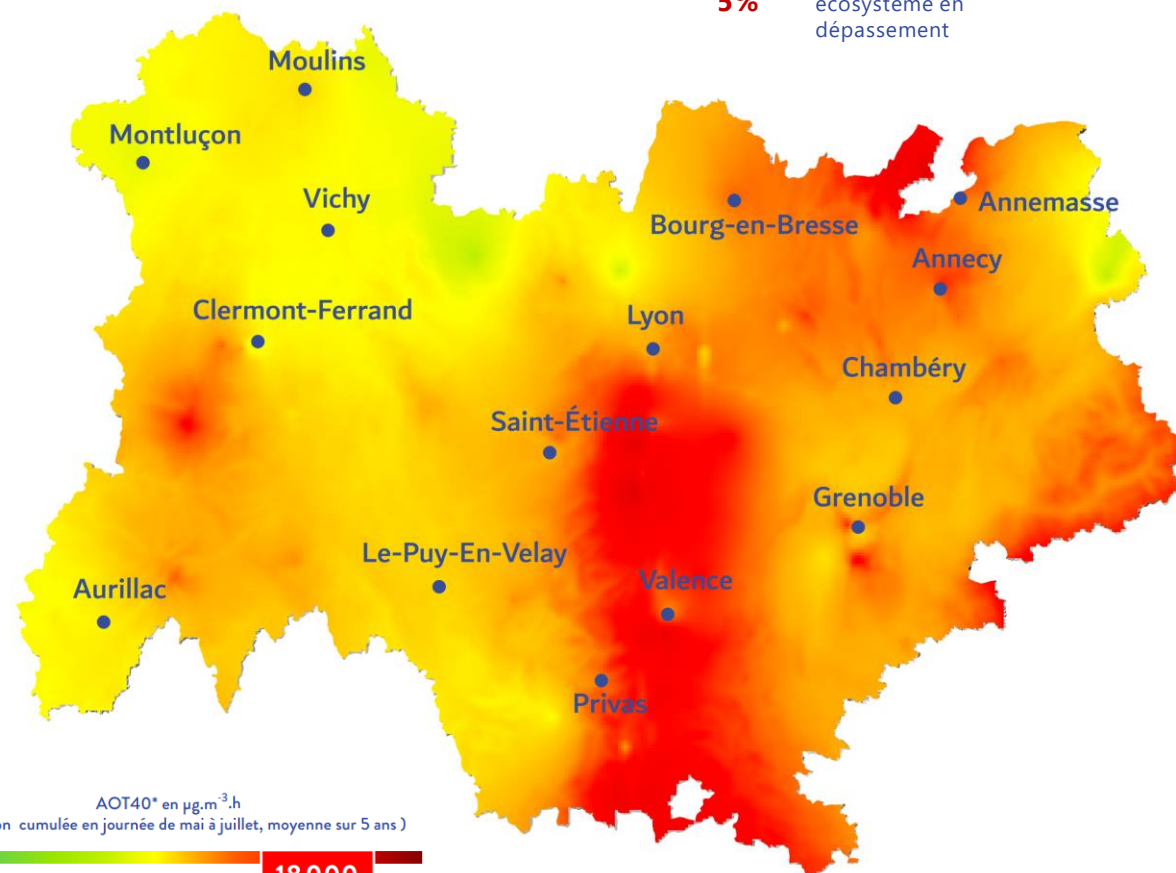 5% écosystème en
dépassement
Moulins
Montluçon
Vichy
Bourg-en-Bresse
Annemasse
Annecy
Clermont-Ferrand
Lyon
Chambéry
Saint-Étienne
Grenoble
Le-Puy-En-Velay
Valence
Aurillac
Privas
AOT40* en µg.m⁻³.h
cumulée en journée de mai à juillet, moyenne sur 5 ans )
18 000